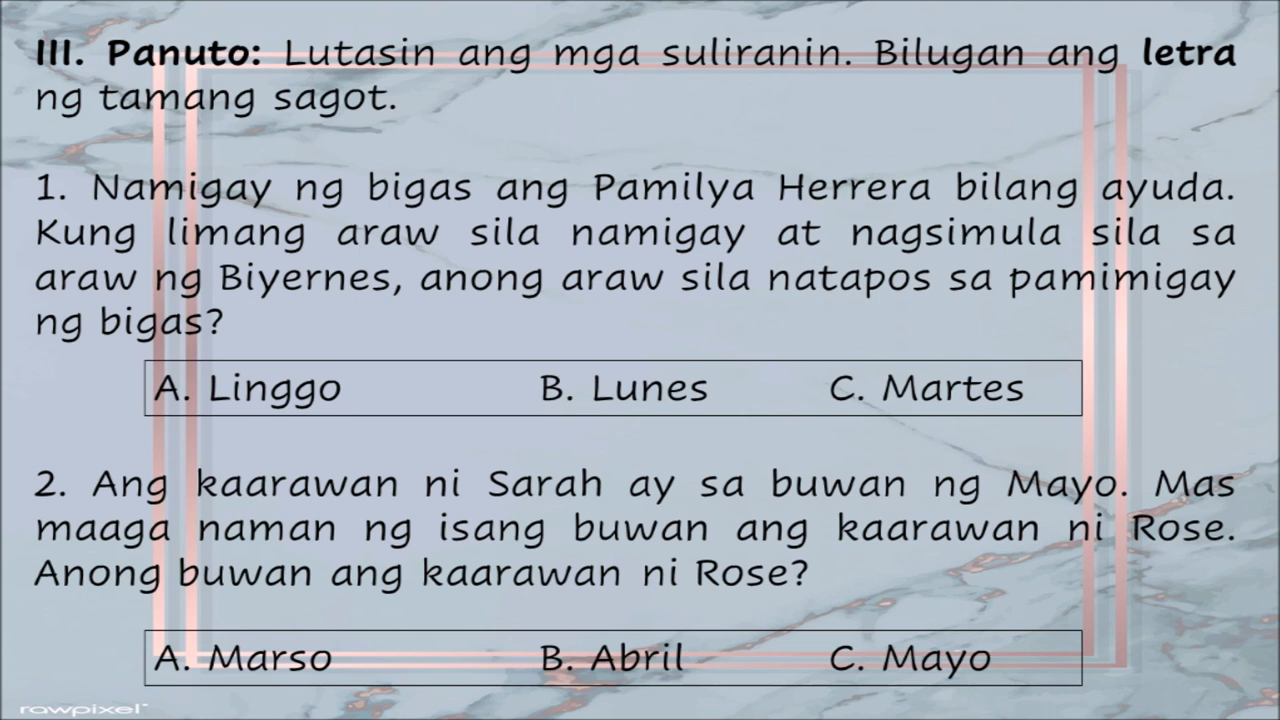 III. Panuto: Lutasin ang mga suliranin. Bilugan ang letra
ng tamang sagot.
1. Namigay ng bigas ang Pamilya Herrera bilang ayuda.
Kung limang araw sila namigay at nagsimula sila sa
araw ng Biyernes, anong araw sila natapos sa pamimigay
ng bigas?
A. Linggo B. Lunes C. Martes
2. Ang kaarawan ni Sarah ay sa buwan ng Mayo. Mas
maaga naman ng isang buwan ang kaarawan ni Rose.
Anong buwan ang kaarawan ni Rose?
A. Marso B. Abril C. Mayo
rawpixel